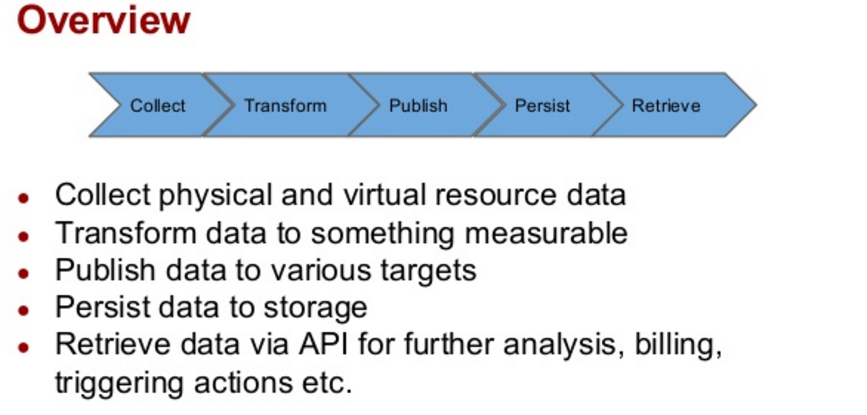 Overview
Collect Transform Publish Persist Retrieve
• Collect physical and virtual resource data
• Transform data to something measurable
• Publish data to various targets
• Persist data to storage
• Retrieve data via API for further analysis, billing,
triggering actions etc.